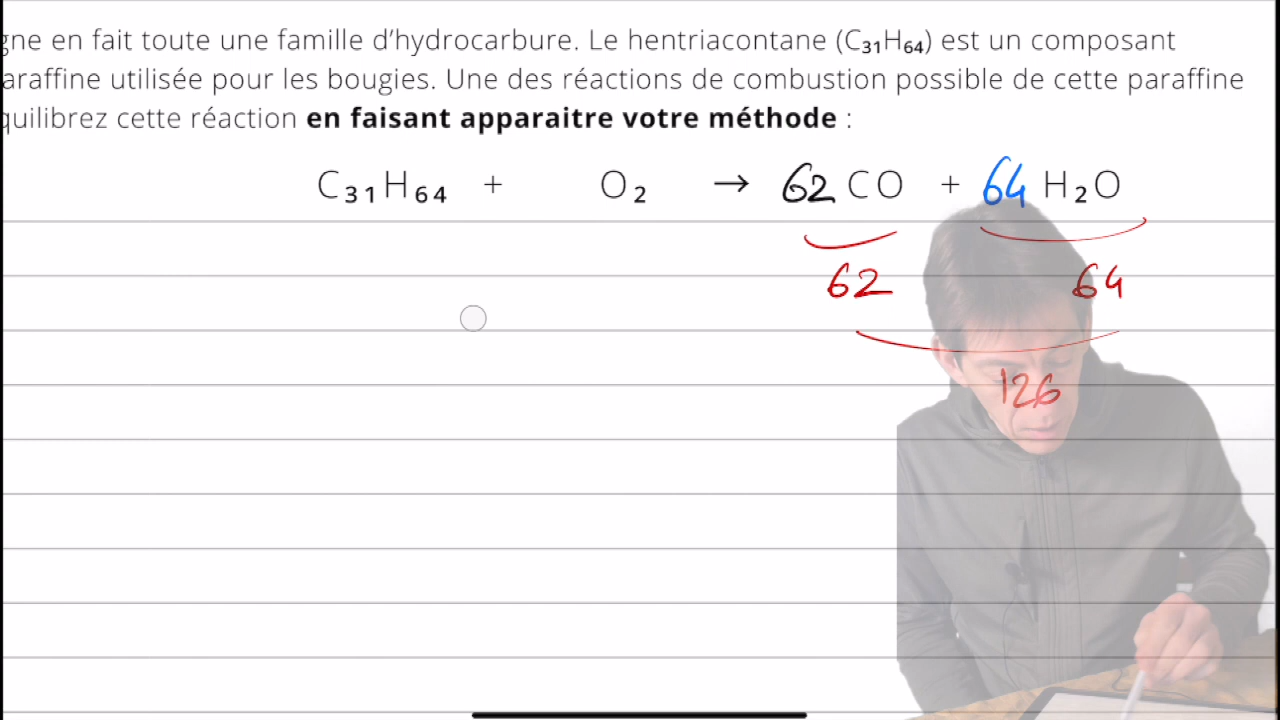 gne en fait toute une famille d’hydrocarbure. Le hentriacontane (C₃₁H₆₄) est un composant
araffine utilisée pour les bougies. Une des réactions de combustion possible de cette paraffine
quilibrez cette réaction en faisant apparaitre votre méthode :
C₃₁H₆₄ + O₂ → 62 CO + 64 H₂O
62 64
126